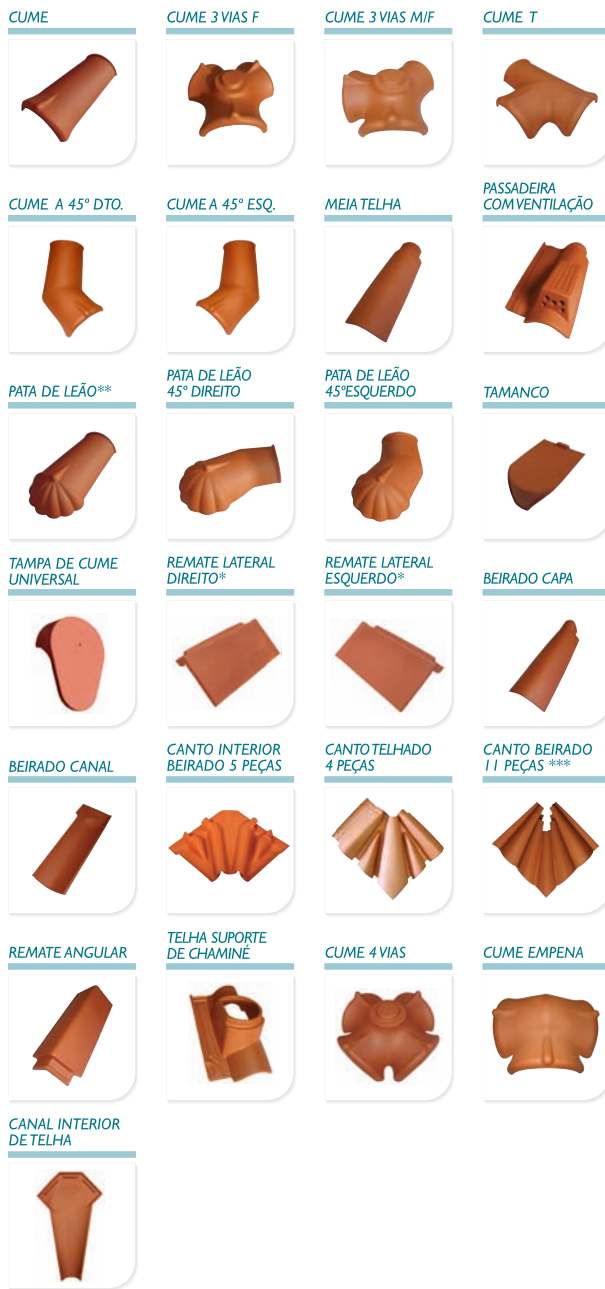 CUME
CUME 3 VIAS F
CUME 3 VIAS M/F
CUME T
CUME A 45º DTO.
CUME A 45º ESQ.
MEIA TELHA
PASSADEIRA
COM VENTILAÇÃO
PATA DE LEÃO**
PATA DE LEÃO
45º DIREITO
PATA DE LEÃO
45º ESQUERDO
TAMANCO
TAMPA DE CUME
UNIVERSAL
REMATE LATERAL
DIREITO*
REMATE LATERAL
ESQUERDO*
BEIRADO CAPA
BEIRADO CANAL
CANTO INTERIOR
BEIRADO 5 PEÇAS
CANTO TELHADO
4 PEÇAS
CANTO BEIRADO
11 PEÇAS ***
REMATE ANGULAR
TELHA SUPORTE
DE CHAMINÉ
CUME 4 VIAS
CUME EMPENA
CANAL INTERIOR
DE TELHA